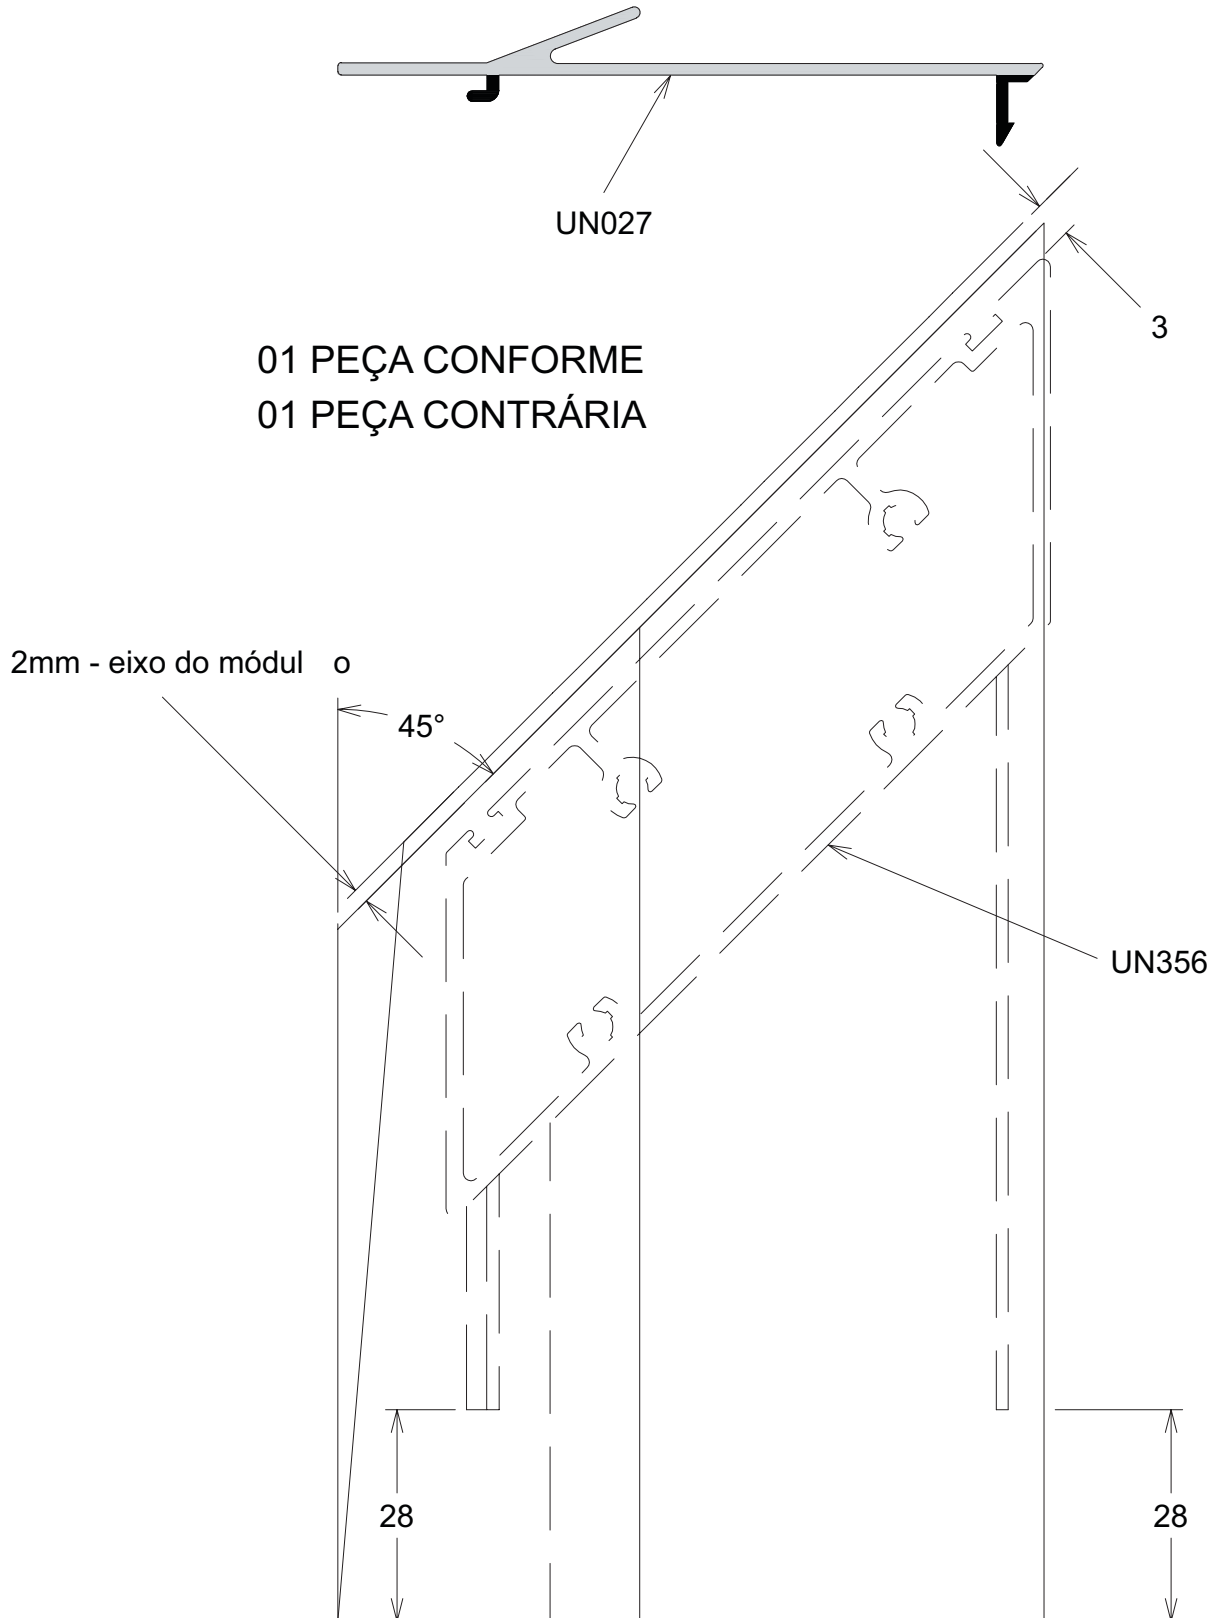 UN027
3
01 PEÇA CONFORME
01 PEÇA CONTRÁRIA
2mm - eixo do módul o
45°
UN356
28
28